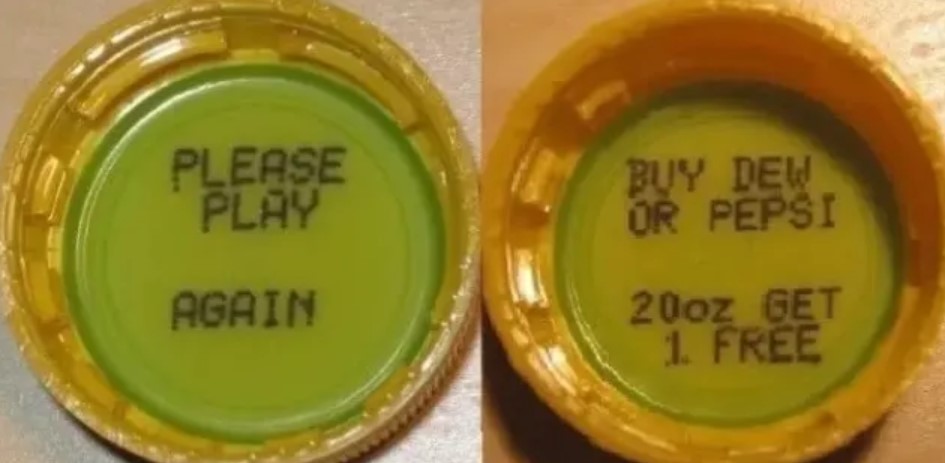 PLEASE
PLAY
AGAIN
BUY DEW
OR PEPSI
20oz GET
1 FREE